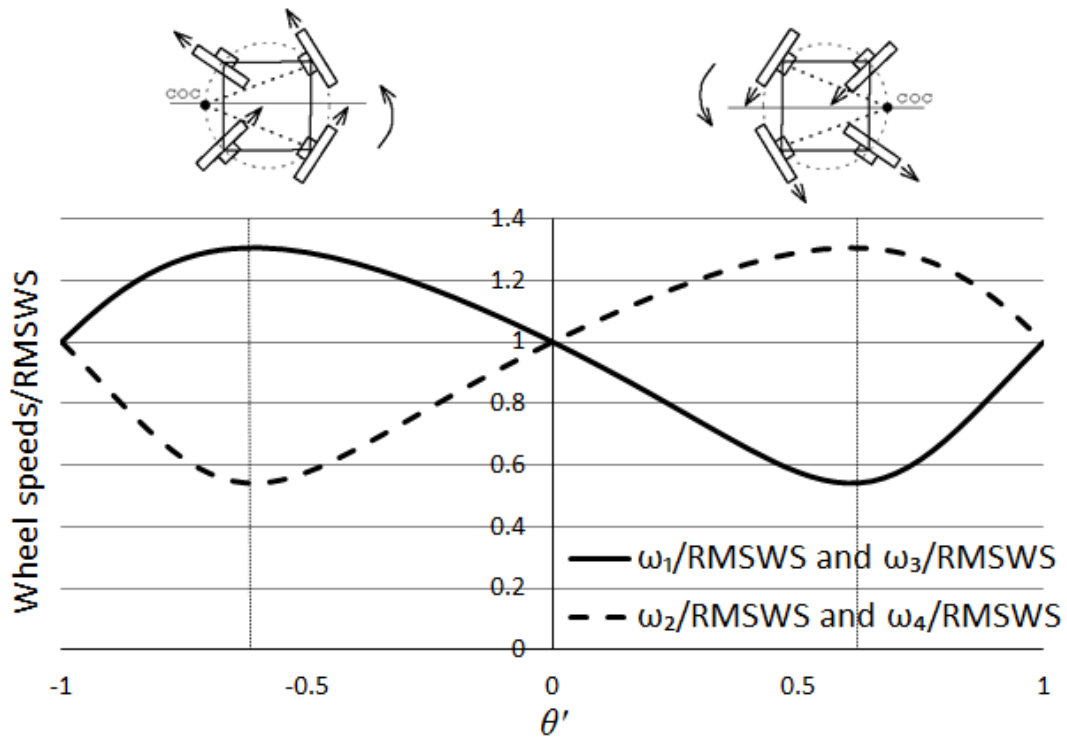 COC
COC
1.4
1.2
1
0.8
0.6
0.4
0.2
0
Wheel speeds/RMSWS
ω₁/RMSWS and ω₃/RMSWS
ω₂/RMSWS and ω₄/RMSWS
-1
-0.5
0
0.5
1
θ'